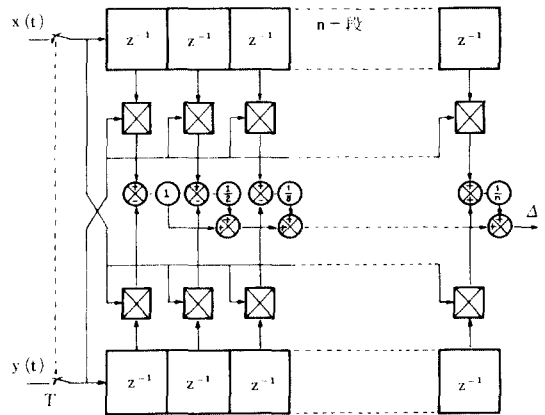 x (t)
z⁻¹ z⁻¹ z⁻¹ n - 段 z⁻¹
+ + + +
- 1 - 1/2 - 1/8 + 1/n
+ + + + + + Δ
y (t)
z⁻¹ z⁻¹ z⁻¹ z⁻¹
T